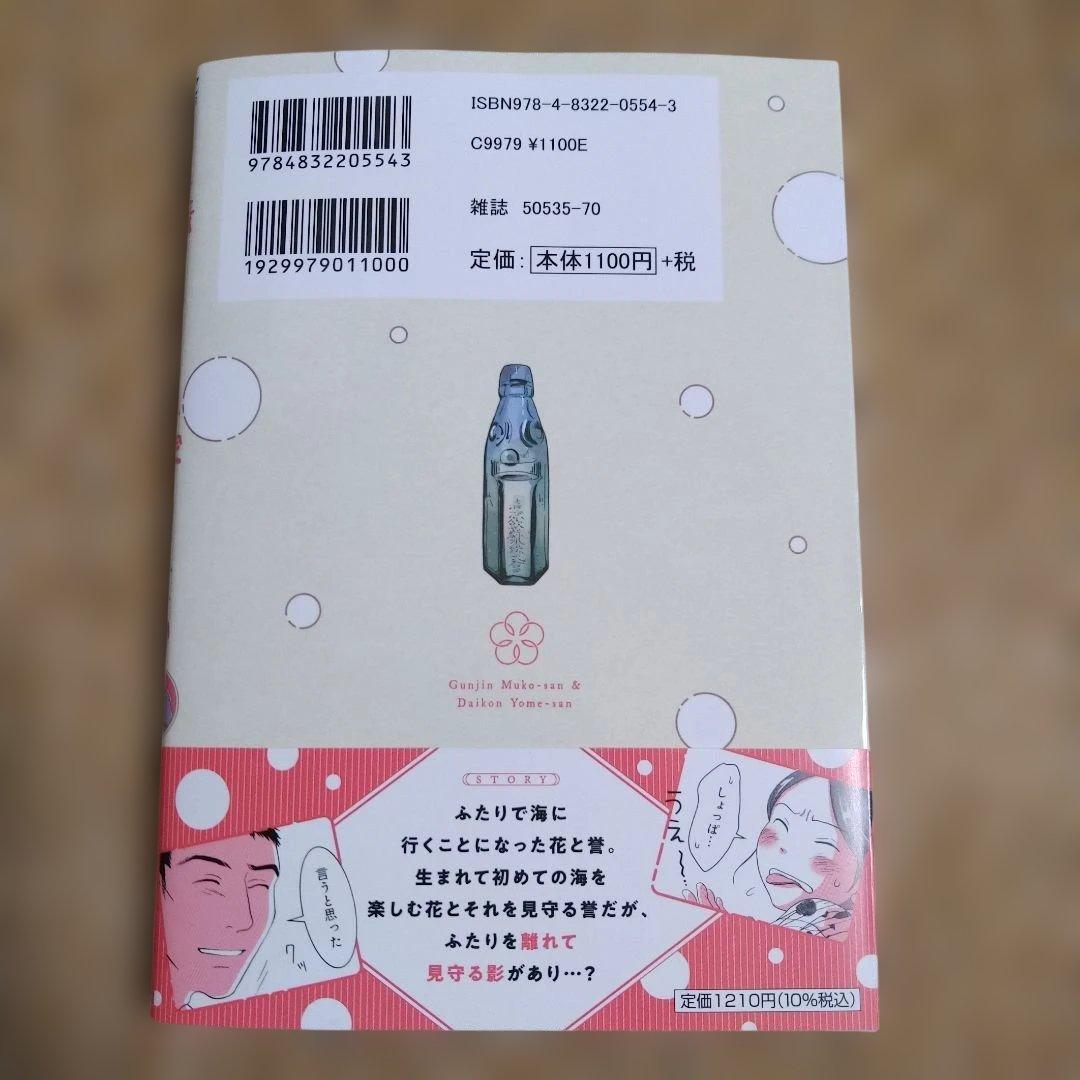 9784832205543
ISBN978-4-8322-0554-3
C9979 ¥1100E
1929979011000
雑誌 50535-70
定価:本体1100円+税
Gunjin Muko-san &
Daikon Yome-san
STORY
ふたりで海に
行くことになった花と誉。
生まれて初めての海を
楽しむ花とそれを見守る誉だが、
ふたりを離れて
見守る影があり…?
しょっぱ…
うえ〜…
言うと思った
クッ
定価1210円(10%税込)